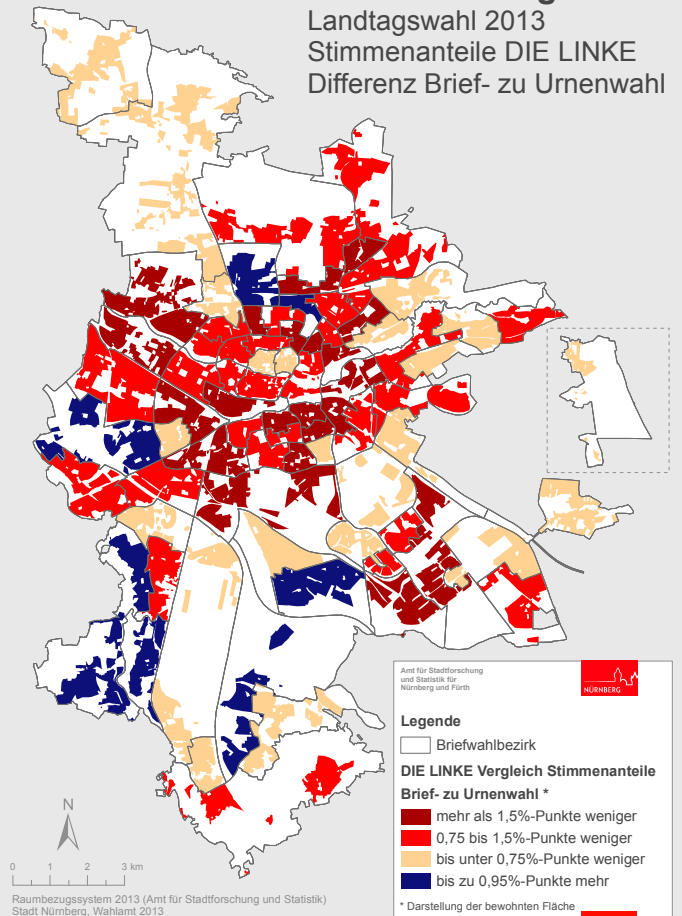 Landtagswahl 2013
Stimmenanteile DIE LINKE
Differenz Brief- zu Urnenwahl
Amt für Stadtforschung
und Statistik für
Nürnberg und Fürth
NÜRNBERG
Legende
Briefwahlbezirk
DIE LINKE Vergleich Stimmenanteile
Brief- zu Urnenwahl *
mehr als 1,5%-Punkte weniger
0,75 bis 1,5%-Punkte weniger
bis unter 0,75%-Punkte weniger
bis zu 0,95%-Punkte mehr
* Darstellung der bewohnten Fläche
N
0 1 2 3 km
Raumbezugssystem 2013 (Amt für Stadtforschung und Statistik)
Stadt Nürnberg, Wahlamt 2013